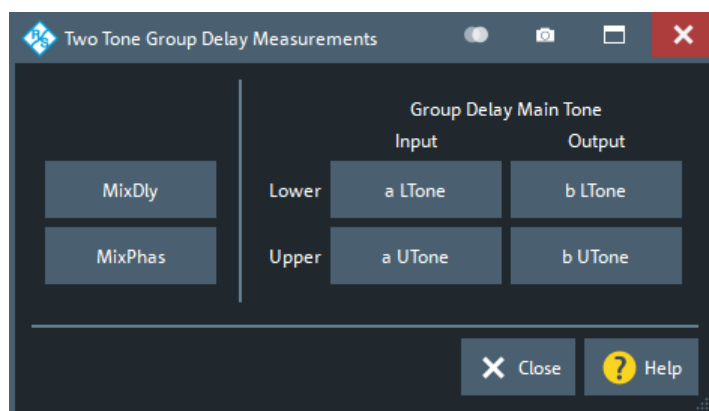 R&S Two Tone Group Delay Measurements
Group Delay Main Tone
Input Output
MixDly Lower a LTone b LTone
MixPhas Upper a UTone b UTone
Close ? Help